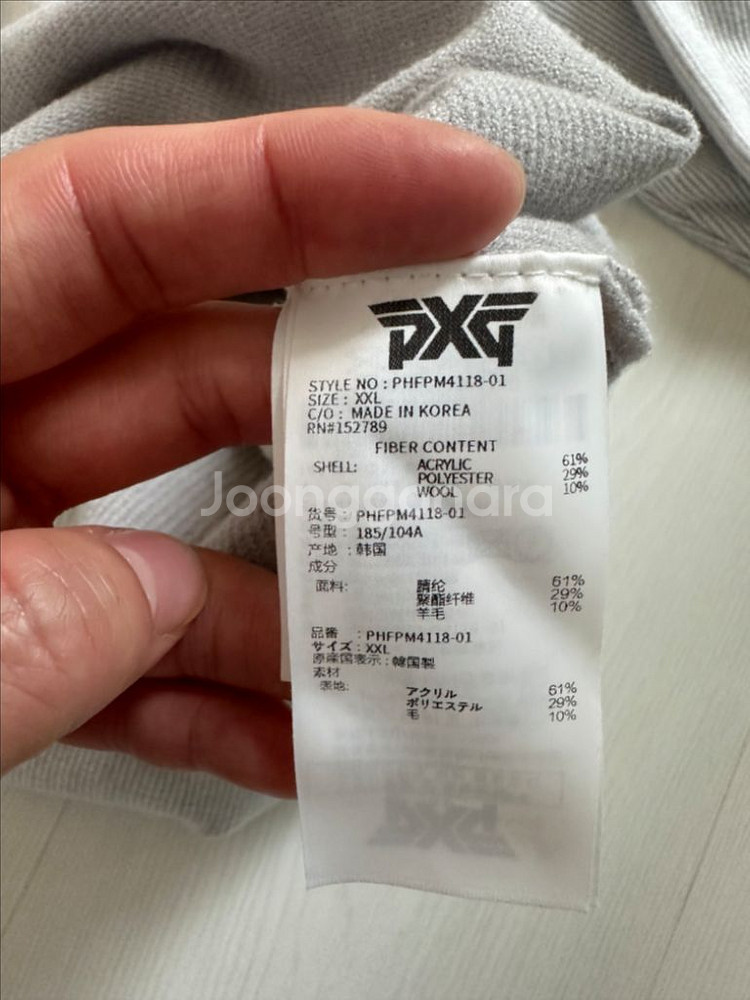 PXG
STYLE NO : PHFPM4118-01
SIZE : XXL
C/O : MADE IN KOREA
RN#152789
FIBER CONTENT
SHELL: ACRYLIC 61%
POLYESTER 29%
WOOL 10%
Joonggonara
货号 : PHFPM4118-01
号型 : 185/104A
产地 : 韩国
成分
面料: 腈纶 61%
聚酯纤维 29%
羊毛 10%
品番 : PHFPM4118-01
サイズ : XXL
原産国表示 : 韓国製
素材
表地: アクリル 61%
ポリエステル 29%
毛 10%